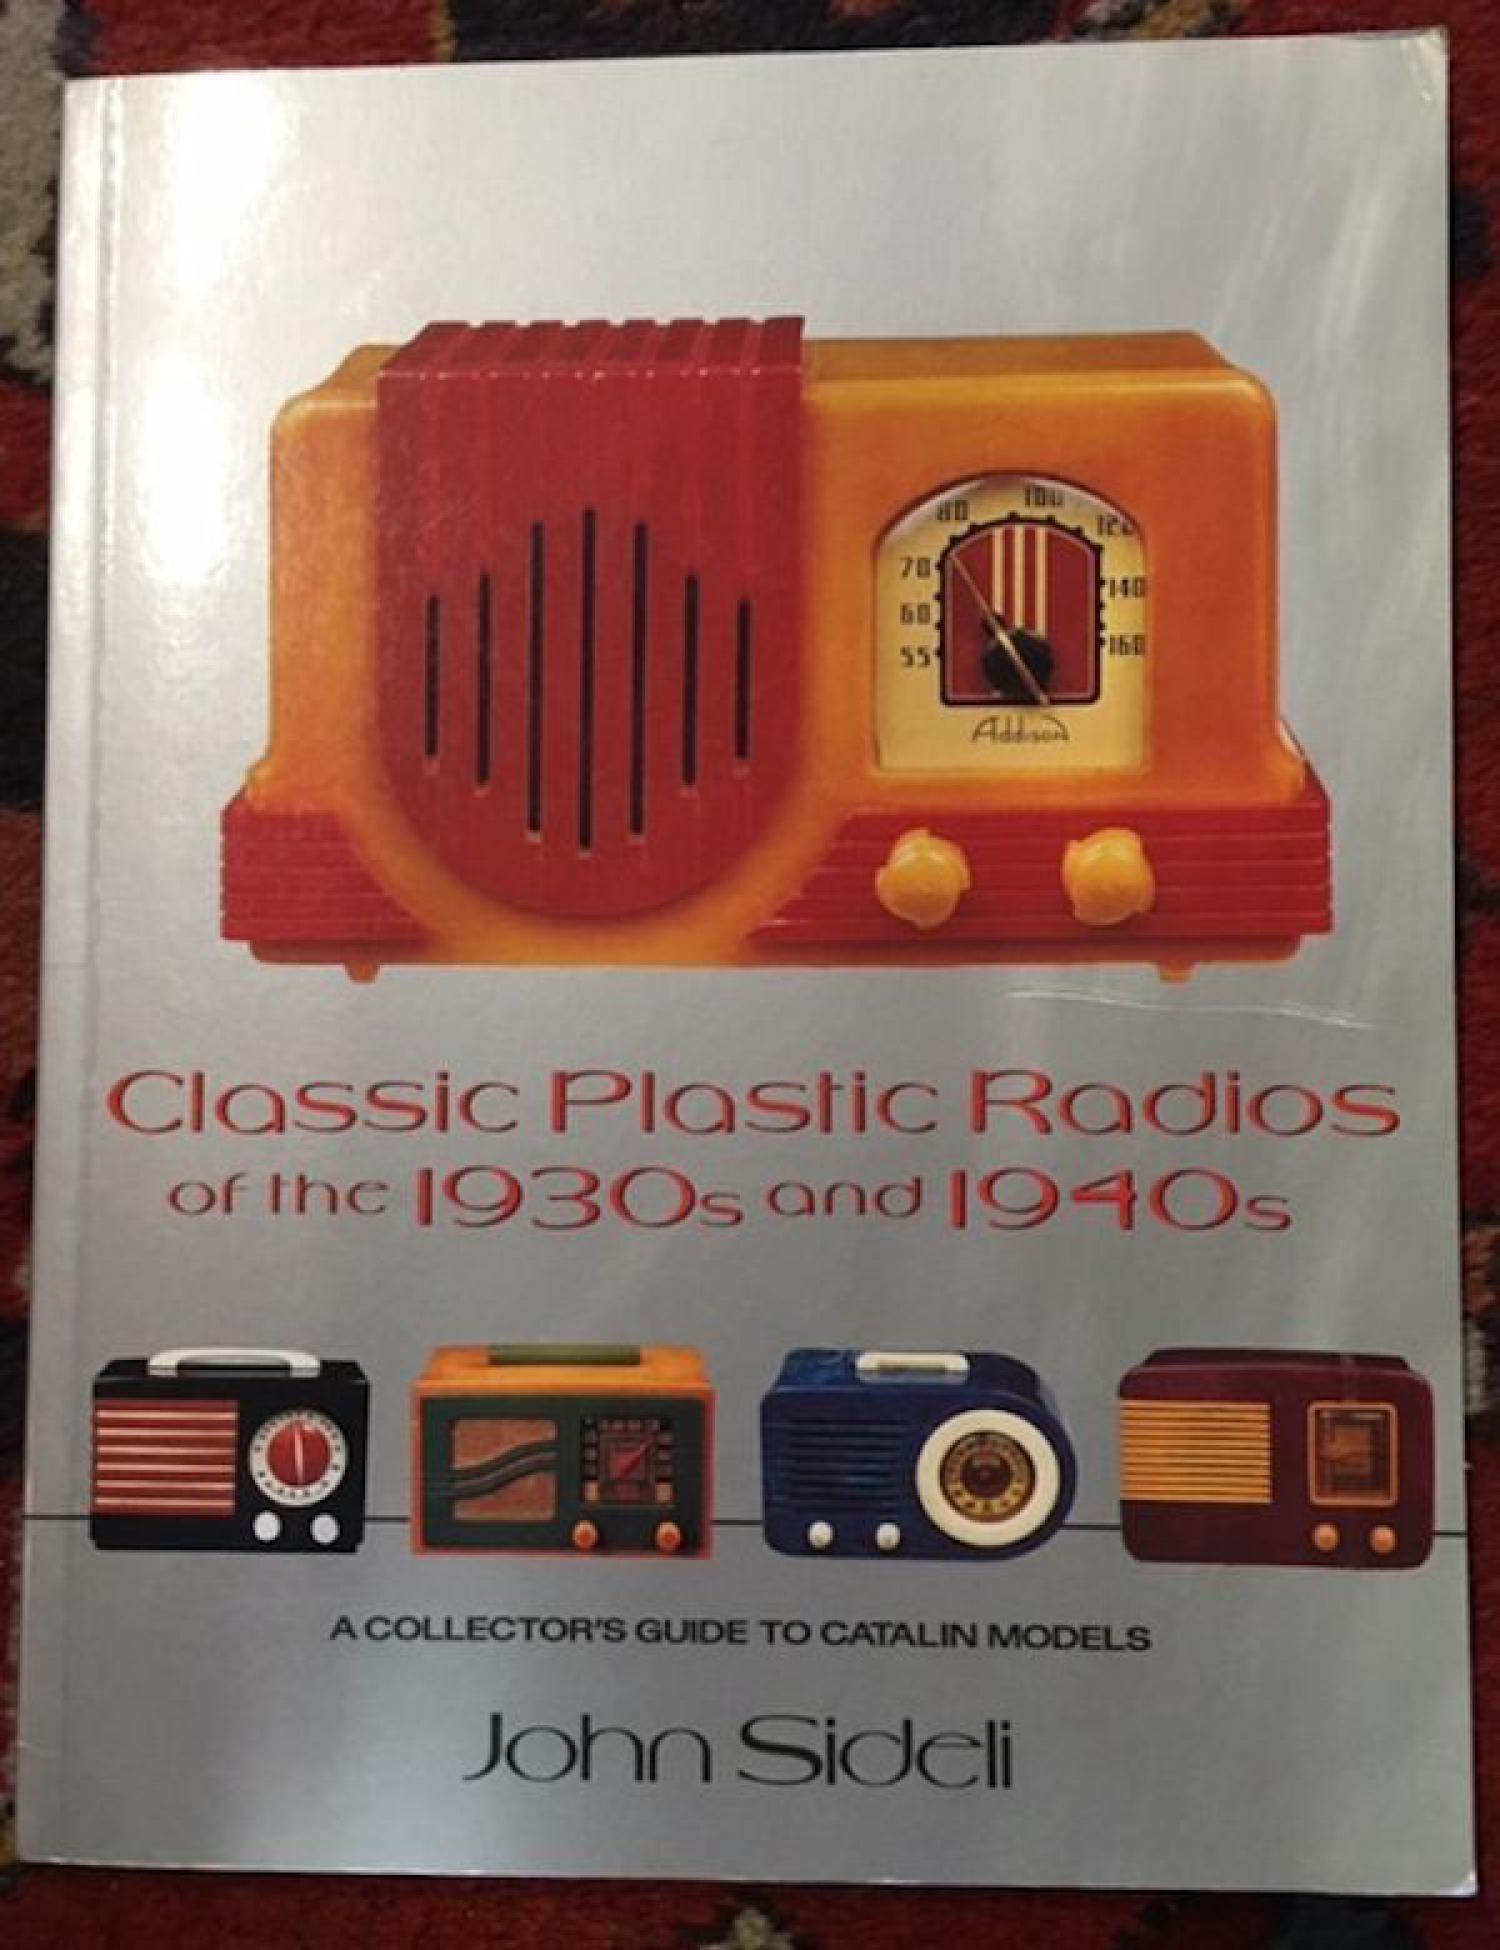 80 100 120
70 140
60
55 160
Addison
Classic Plastic Radios
of the 1930s and 1940s
A COLLECTOR'S GUIDE TO CATALIN MODELS
John Sideli